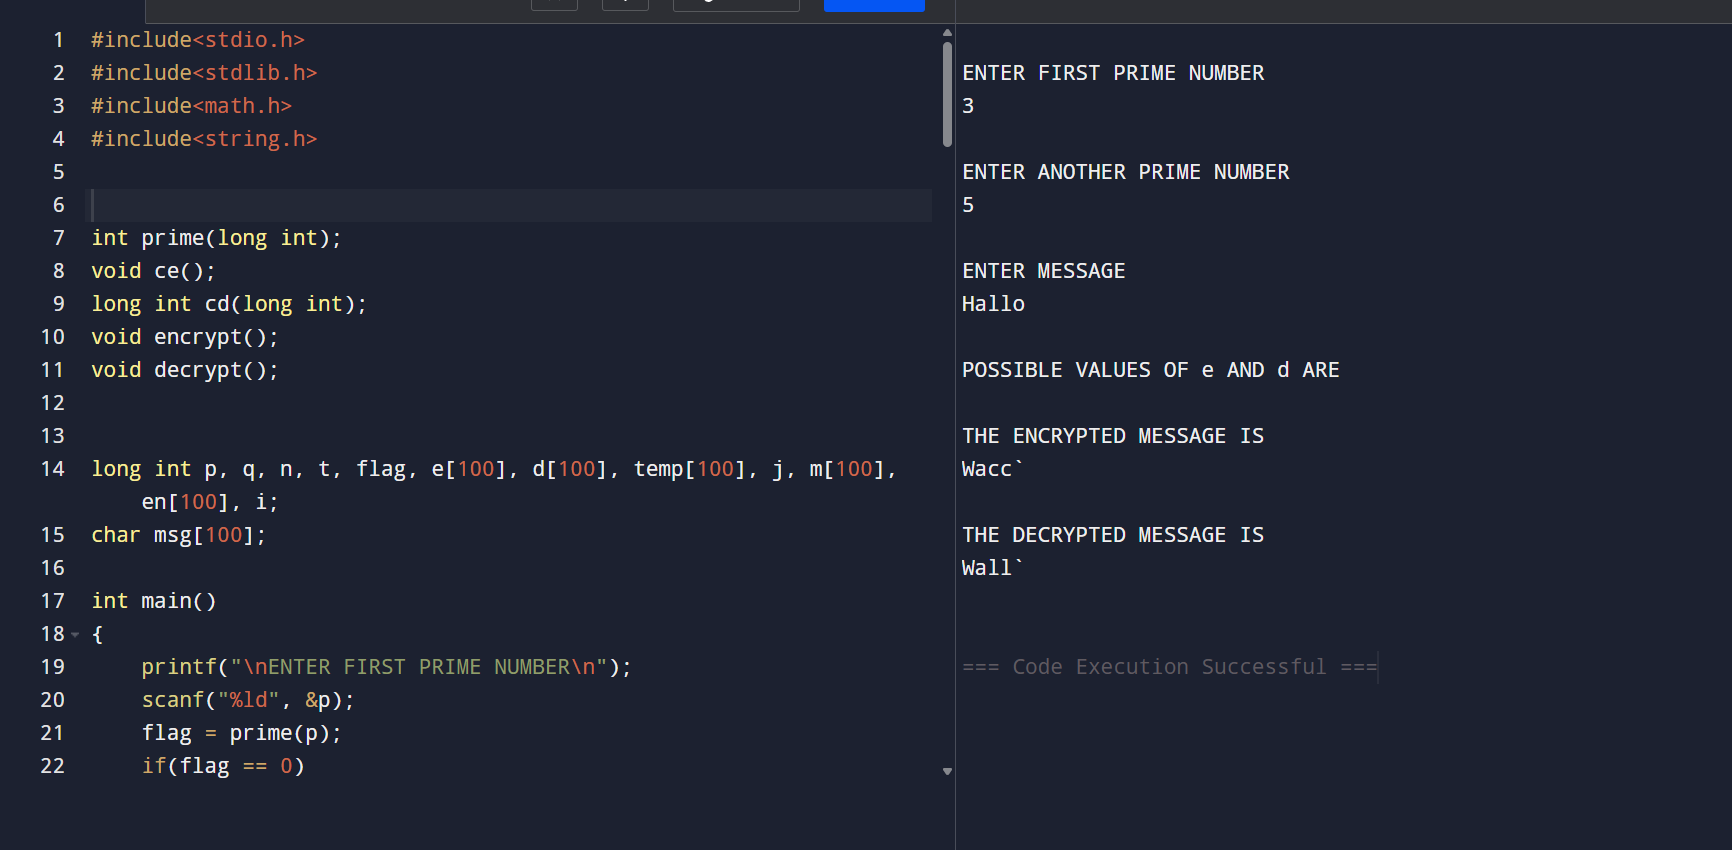 1 #include<stdio.h>
2 #include<stdlib.h>
3 #include<math.h>
4 #include<string.h>
5
6
7 int prime(long int);
8 void ce();
9 long int cd(long int);
10 void encrypt();
11 void decrypt();
12
13
14 long int p, q, n, t, flag, e[100], d[100], temp[100], j, m[100],
en[100], i;
15 char msg[100];
16
17 int main()
18 {
19 printf("\nENTER FIRST PRIME NUMBER\n");
20 scanf("%ld", &p);
21 flag = prime(p);
22 if(flag == 0)
ENTER FIRST PRIME NUMBER
3
ENTER ANOTHER PRIME NUMBER
5
ENTER MESSAGE
Hallo
POSSIBLE VALUES OF e AND d ARE
THE ENCRYPTED MESSAGE IS
Wacc`
THE DECRYPTED MESSAGE IS
Wall`
=== Code Execution Successful ===